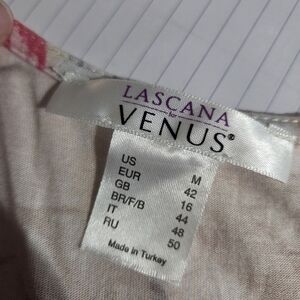 LASCANA
for
VENUS®
US M
EUR 42
GB 16
BR/F/B 44
IT 48
RU 50
Made in Turkey